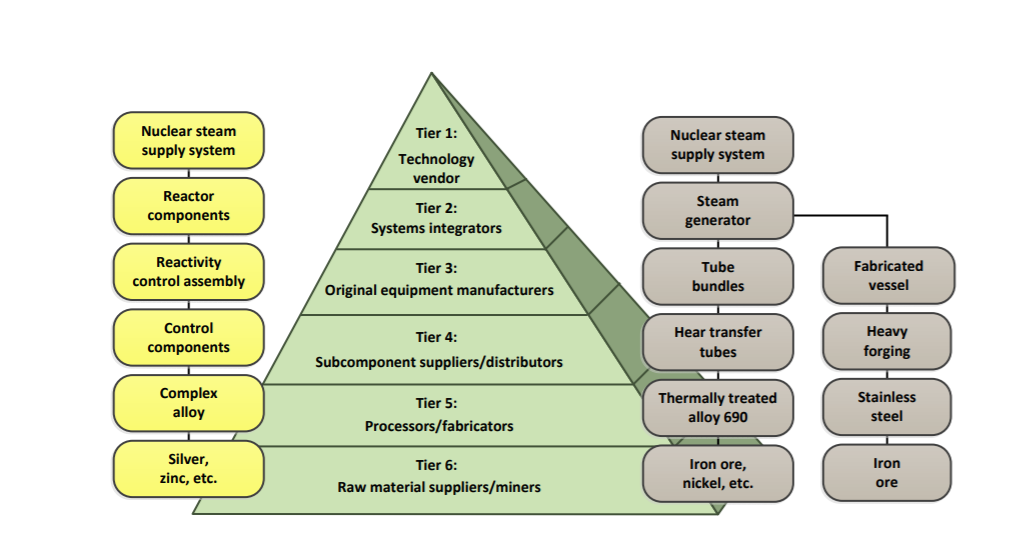 Nuclear steam
supply system
Reactor
components
Reactivity
control assembly
Control
components
Complex
alloy
Silver,
zinc, etc.
Tier 1:
Technology
vendor
Tier 2:
Systems integrators
Tier 3:
Original equipment manufacturers
Tier 4:
Subcomponent suppliers/distributors
Tier 5:
Processors/fabricators
Tier 6:
Raw material suppliers/miners
Nuclear steam
supply system
Steam
generator
Tube
bundles
Hear transfer
tubes
Thermally treated
alloy 690
Iron ore,
nickel, etc.
Fabricated
vessel
Heavy
forging
Stainless
steel
Iron
ore